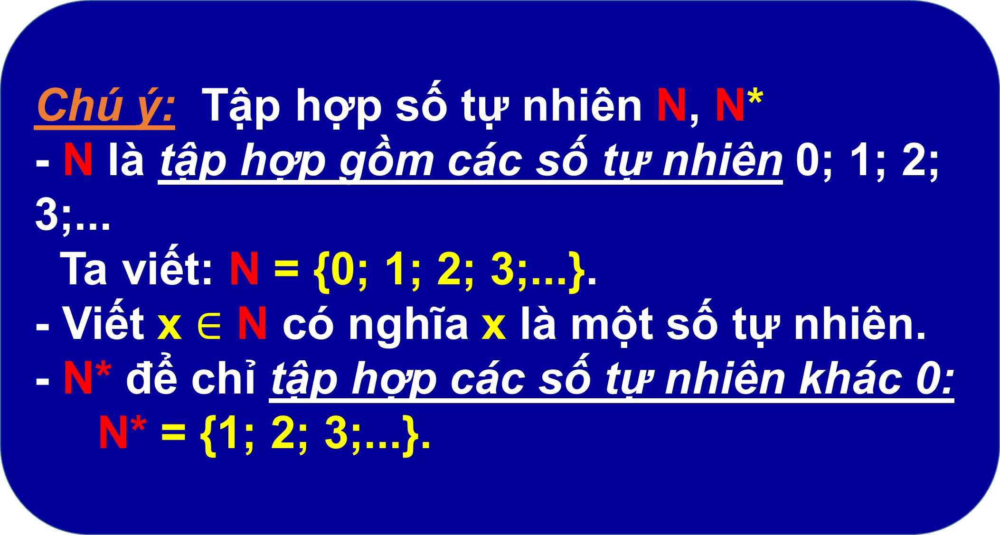 Chú ý: Tập hợp số tự nhiên N, N*
- N là tập hợp gồm các số tự nhiên 0; 1; 2;
3;...
Ta viết: N = {0; 1; 2; 3;...}.
- Viết x ∈ N có nghĩa x là một số tự nhiên.
- N* để chỉ tập hợp các số tự nhiên khác 0:
N* = {1; 2; 3;...}.